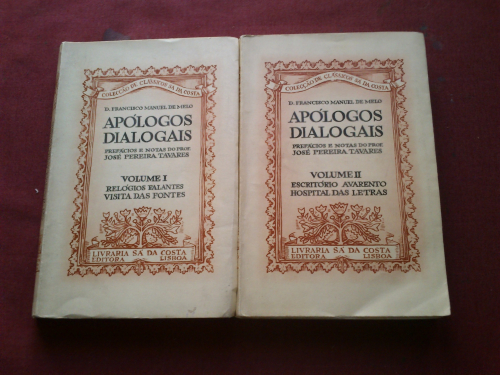 COLECÇÃO DE CLÁSSICOS SÁ DA COSTA
D. FRANCISCO MANUEL DE MELO
APÓLOGOS
DIALOGAIS
PREFÁCIOS E NOTAS DO PROF.
JOSÉ PEREIRA TAVARES
VOLUME I
RELÓGIOS FALANTES
VISITA DAS FONTES
LIVRARIA SÁ DA COSTA
EDITORA LISBOA
COLECÇÃO DE CLÁSSICOS SÁ DA COSTA
D. FRANCISCO MANUEL DE MELO
APÓLOGOS
DIALOGAIS
PREFÁCIOS E NOTAS DO PROF.
JOSÉ PEREIRA TAVARES
VOLUME II
ESCRITÓRIO AVARENTO
HOSPITAL DAS LETRAS
LIVRARIA SÁ DA COSTA
EDITORA LISBOA